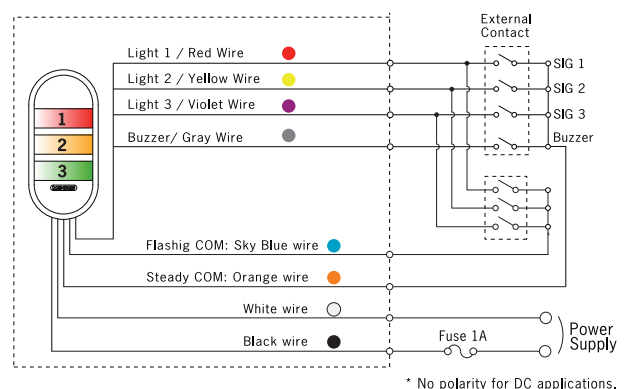 External
Contact
Light 1 / Red Wire
SIG 1
Light 2 / Yellow Wire
SIG 2
Light 3 / Violet Wire
SIG 3
Buzzer/ Gray Wire
Buzzer
1
2
3
Flashig COM: Sky Blue wire
Steady COM: Orange wire
White wire
Black wire
Fuse 1A
Power
Supply
* No polarity for DC applications.